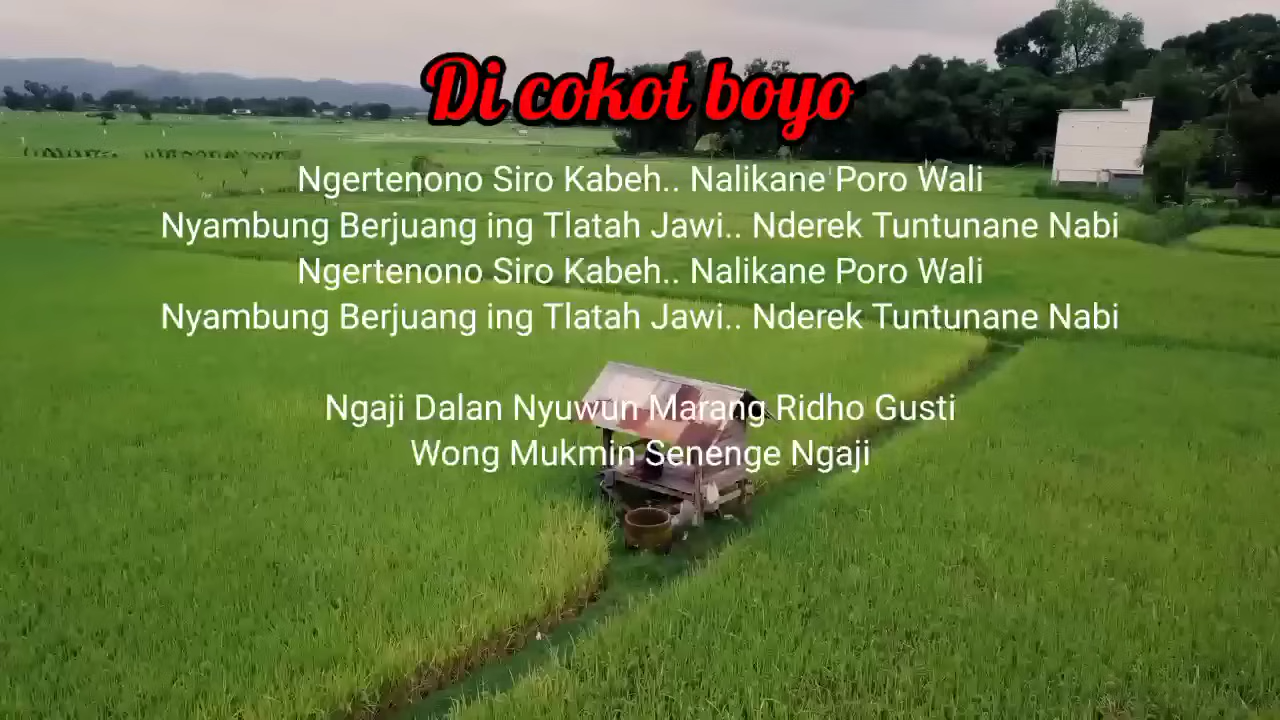 Di cokot boyo
Ngertenono Siro Kabeh.. Nalikane Poro Wali
Nyambung Berjuang ing Tlatah Jawi.. Nderek Tuntunane Nabi
Ngertenono Siro Kabeh.. Nalikane Poro Wali
Nyambung Berjuang ing Tlatah Jawi.. Nderek Tuntunane Nabi
Ngaji Dalan Nyuwun Marang Ridho Gusti
Wong Mukmin Senenge Ngaji